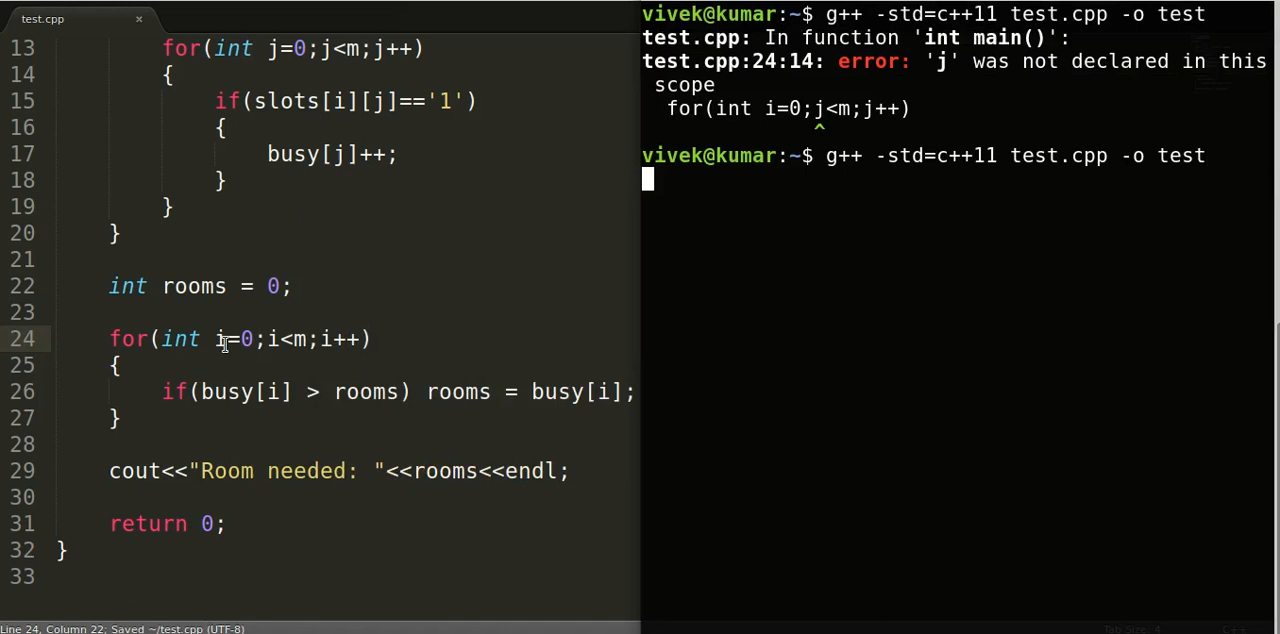 test.cpp ×
13 for(int j=0;j<m;j++)
14 {
15 if(slots[i][j]=='1')
16 {
17 busy[j]++;
18 }
19 }
20 }
21
22 int rooms = 0;
23
24 for(int i=0;i<m;i++)
25 {
26 if(busy[i] > rooms) rooms = busy[i];
27 }
28
29 cout<<"Room needed: "<<rooms<<endl;
30
31 return 0;
32 }
33
Line 24, Column 22; Saved ~/test.cpp (UTF-8)
vivek@kumar:~$ g++ -std=c++11 test.cpp -o test
test.cpp: In function 'int main()':
test.cpp:24:14: error: 'j' was not declared in this
scope
for(int i=0;j<m;j++)
^
vivek@kumar:~$ g++ -std=c++11 test.cpp -o test